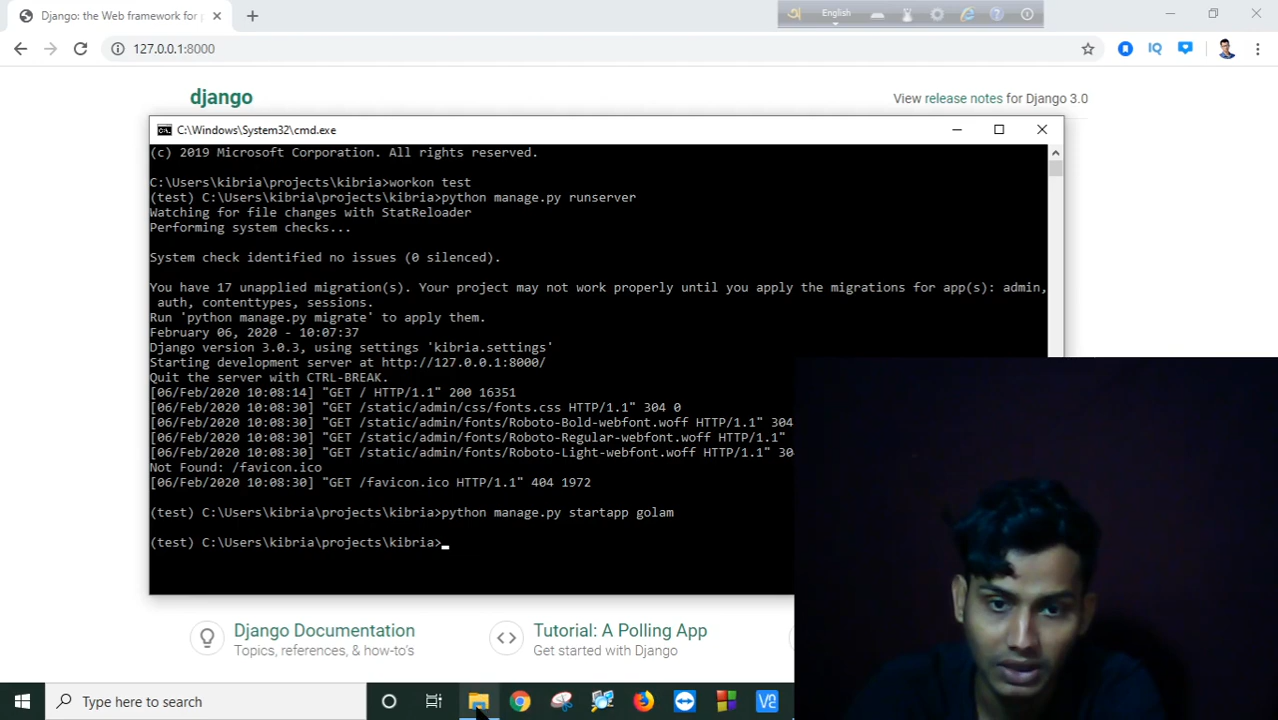 Django: the Web framework for p
English
127.0.0.1:8000
IQ
django
View release notes for Django 3.0
C:\Windows\System32\cmd.exe
(c) 2019 Microsoft Corporation. All rights reserved.
C:\Users\kibria\projects\kibria>workon test
(test) C:\Users\kibria\projects\kibria>python manage.py runserver
Watching for file changes with StatReloader
Performing system checks...
System check identified no issues (0 silenced).
You have 17 unapplied migration(s). Your project may not work properly until you apply the migrations for app(s): admin,
auth, contenttypes, sessions.
Run 'python manage.py migrate' to apply them.
February 06, 2020 - 10:07:37
Django version 3.0.3, using settings 'kibria.settings'
Starting development server at http://127.0.0.1:8000/
Quit the server with CTRL-BREAK.
[06/Feb/2020 10:08:14] "GET / HTTP/1.1" 200 16351
[06/Feb/2020 10:08:30] "GET /static/admin/css/fonts.css HTTP/1.1" 304 0
[06/Feb/2020 10:08:30] "GET /static/admin/fonts/Roboto-Bold-webfont.woff HTTP/1.1" 304
[06/Feb/2020 10:08:30] "GET /static/admin/fonts/Roboto-Regular-webfont.woff HTTP/1.1"
[06/Feb/2020 10:08:30] "GET /static/admin/fonts/Roboto-Light-webfont.woff HTTP/1.1" 30
Not Found: /favicon.ico
[06/Feb/2020 10:08:30] "GET /favicon.ico HTTP/1.1" 404 1972
(test) C:\Users\kibria\projects\kibria>python manage.py startapp golam
(test) C:\Users\kibria\projects\kibria>
Django Documentation
Topics, references, & how-to's
Tutorial: A Polling App
Get started with Django
Type here to search